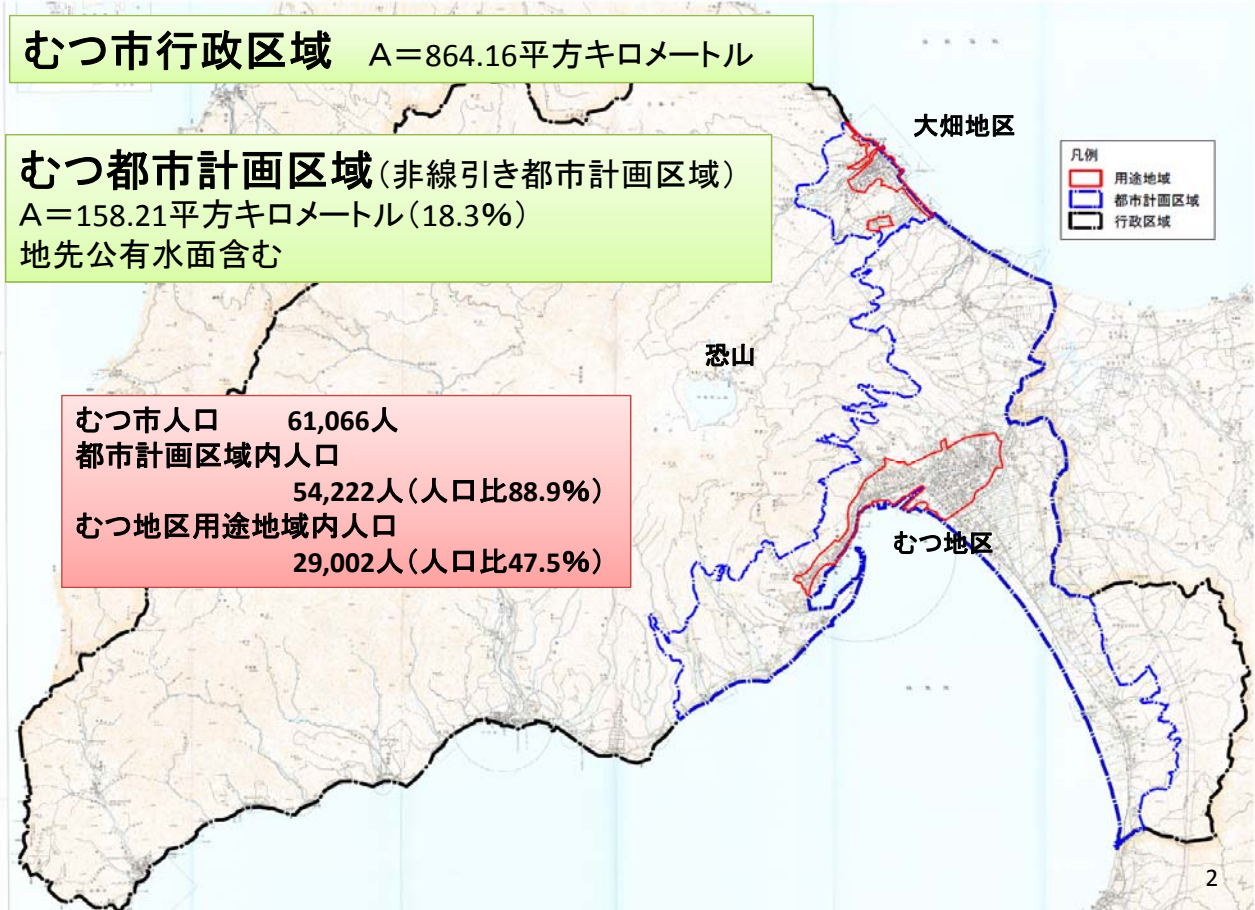 むつ市行政区域 A=864.16平方キロメートル
むつ都市計画区域(非線引き都市計画区域)
A=158.21平方キロメートル(18.3%)
地先公有水面含む
大畑地区
凡例
用途地域
都市計画区域
行政区域
恐山
むつ市人口 61,066人
都市計画区域内人口
54,222人(人口比88.9%)
むつ地区用途地域内人口
29,002人(人口比47.5%)
むつ地区
2